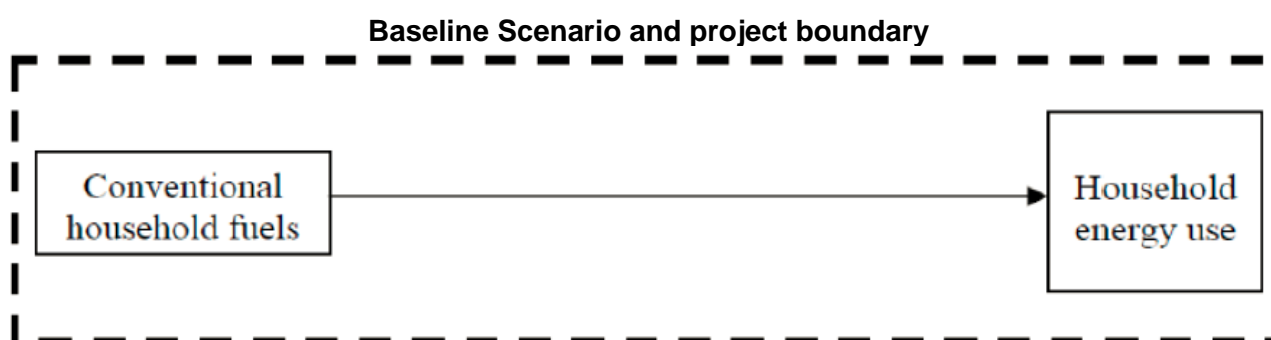 Baseline Scenario and project boundary
Conventional
household fuels
Household
energy use